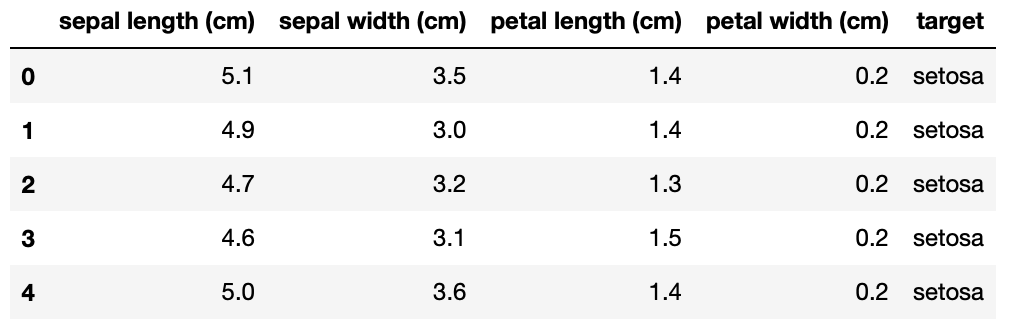 sepal length (cm) sepal width (cm) petal length (cm) petal width (cm) target
0 5.1 3.5 1.4 0.2 setosa
1 4.9 3.0 1.4 0.2 setosa
2 4.7 3.2 1.3 0.2 setosa
3 4.6 3.1 1.5 0.2 setosa
4 5.0 3.6 1.4 0.2 setosa